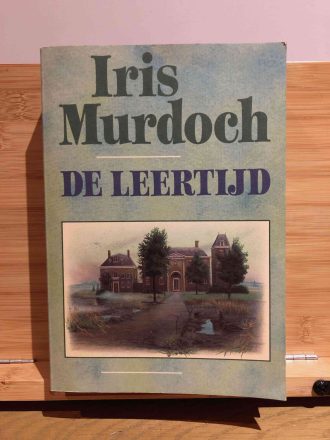 Iris
Murdoch
DE LEERTIJD